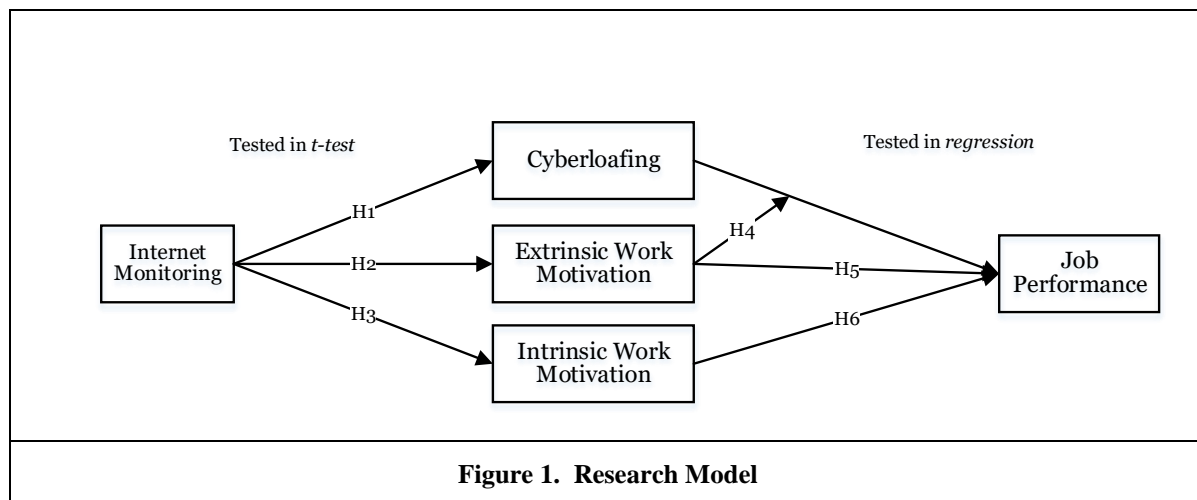 Tested in t-test
Tested in regression
Cyberloafing
H1
H4
Internet
Monitoring
H2
Extrinsic Work
Motivation
H5
Job
Performance
H3
H6
Intrinsic Work
Motivation
Figure 1. Research Model